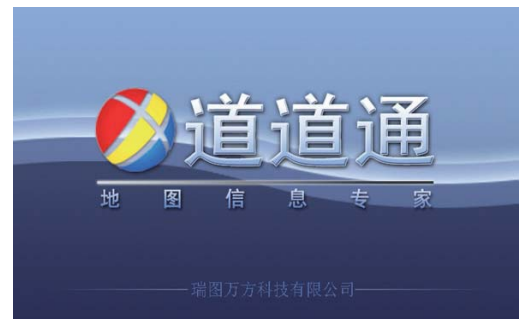 道道通
地图信息专家
瑞图万方科技有限公司